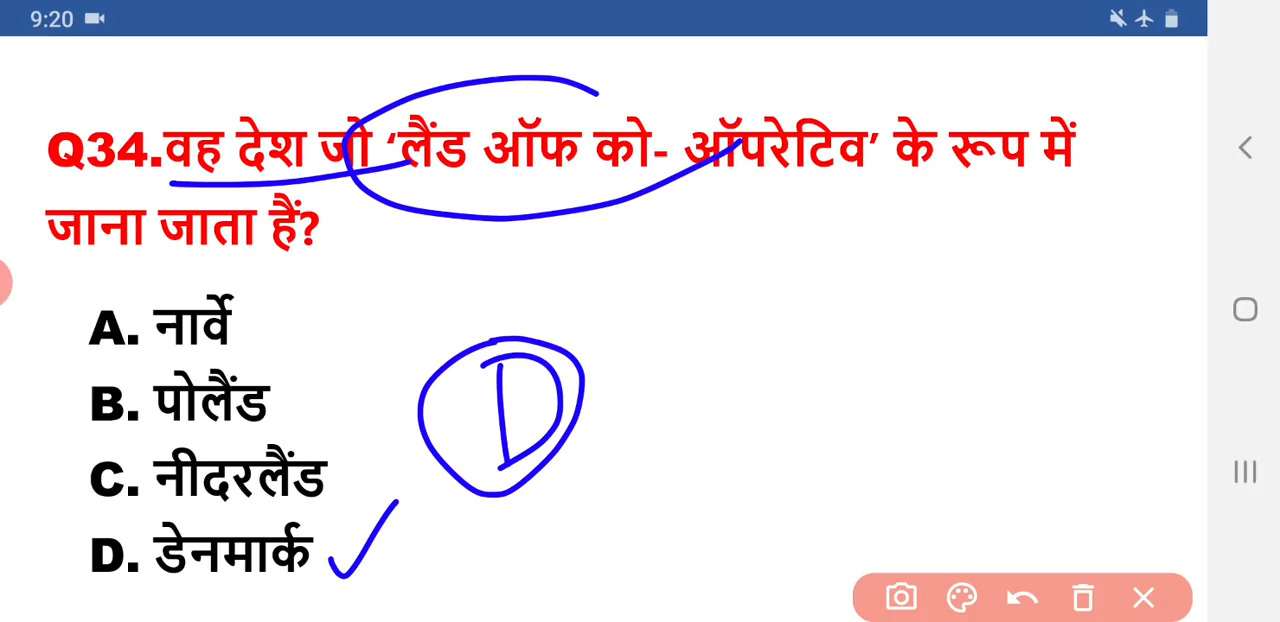 9:20
Q34.वह देश जो ‘लैंड ऑफ को- ऑपरेटिव’ के रूप में
जाना जाता हैं?
A. नार्वे
B. पोलैंड
C. नीदरलैंड
D. डेनमार्क
D